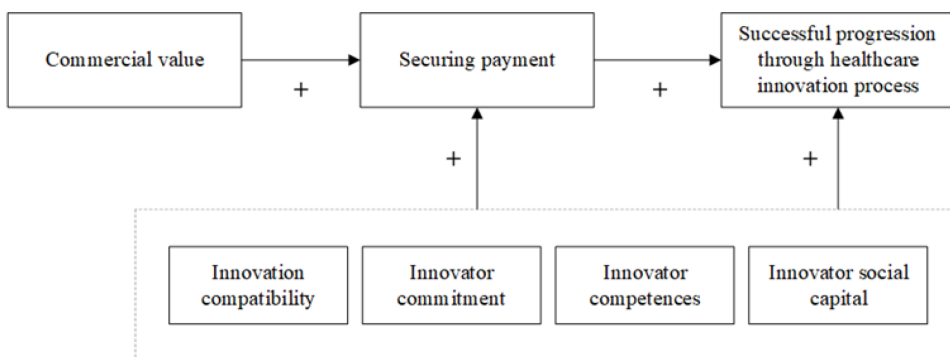 Commercial value
Securing payment
Successful progression
through healthcare
innovation process
+
+
+
+
Innovation
compatibility
Innovator
commitment
Innovator
competences
Innovator social
capital